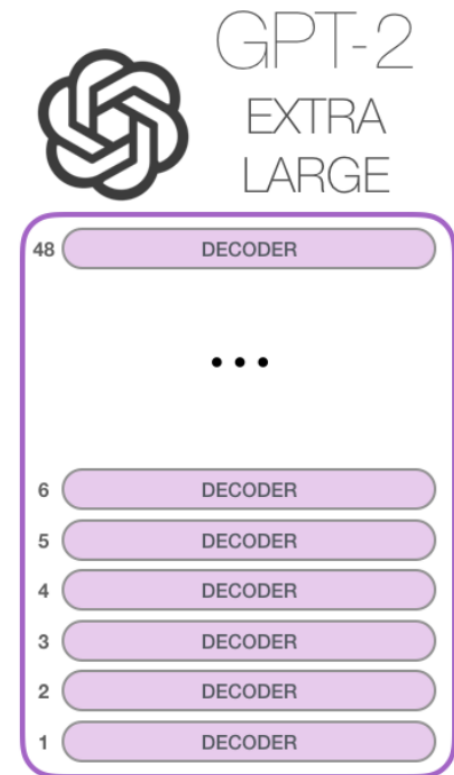 GPT-2
EXTRA
LARGE
48 DECODER
...
6 DECODER
5 DECODER
4 DECODER
3 DECODER
2 DECODER
1 DECODER